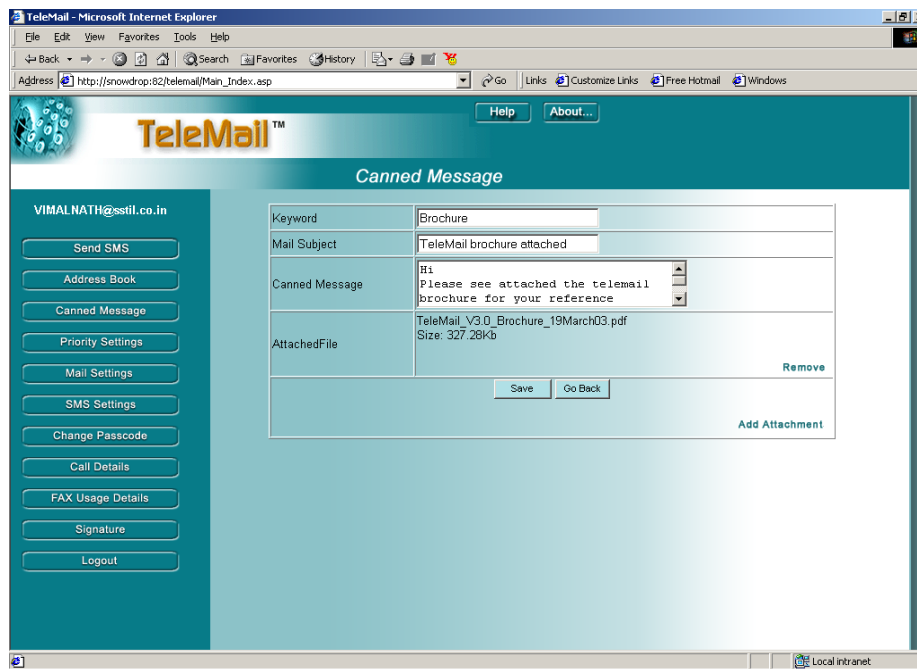 TeleMail - Microsoft Internet Explorer
File Edit View Favorites Tools Help
Back Search Favorites History
Address http://snowdrop:82/telemail/Main_Index.asp Go Links Customize Links Free Hotmail Windows
Help About...
TeleMail™
Canned Message
VIMALNATH@sstil.co.in
Send SMS
Address Book
Canned Message
Priority Settings
Mail Settings
SMS Settings
Change Passcode
Call Details
FAX Usage Details
Signature
Logout
Keyword Brochure
Mail Subject TeleMail brochure attached
Canned Message
Hi
Please see attached the telemail
brochure for your reference
AttachedFile
TeleMail_V3.0_Brochure_19March03.pdf
Size: 327.28Kb
Remove
Save Go Back
Add Attachment
Local intranet